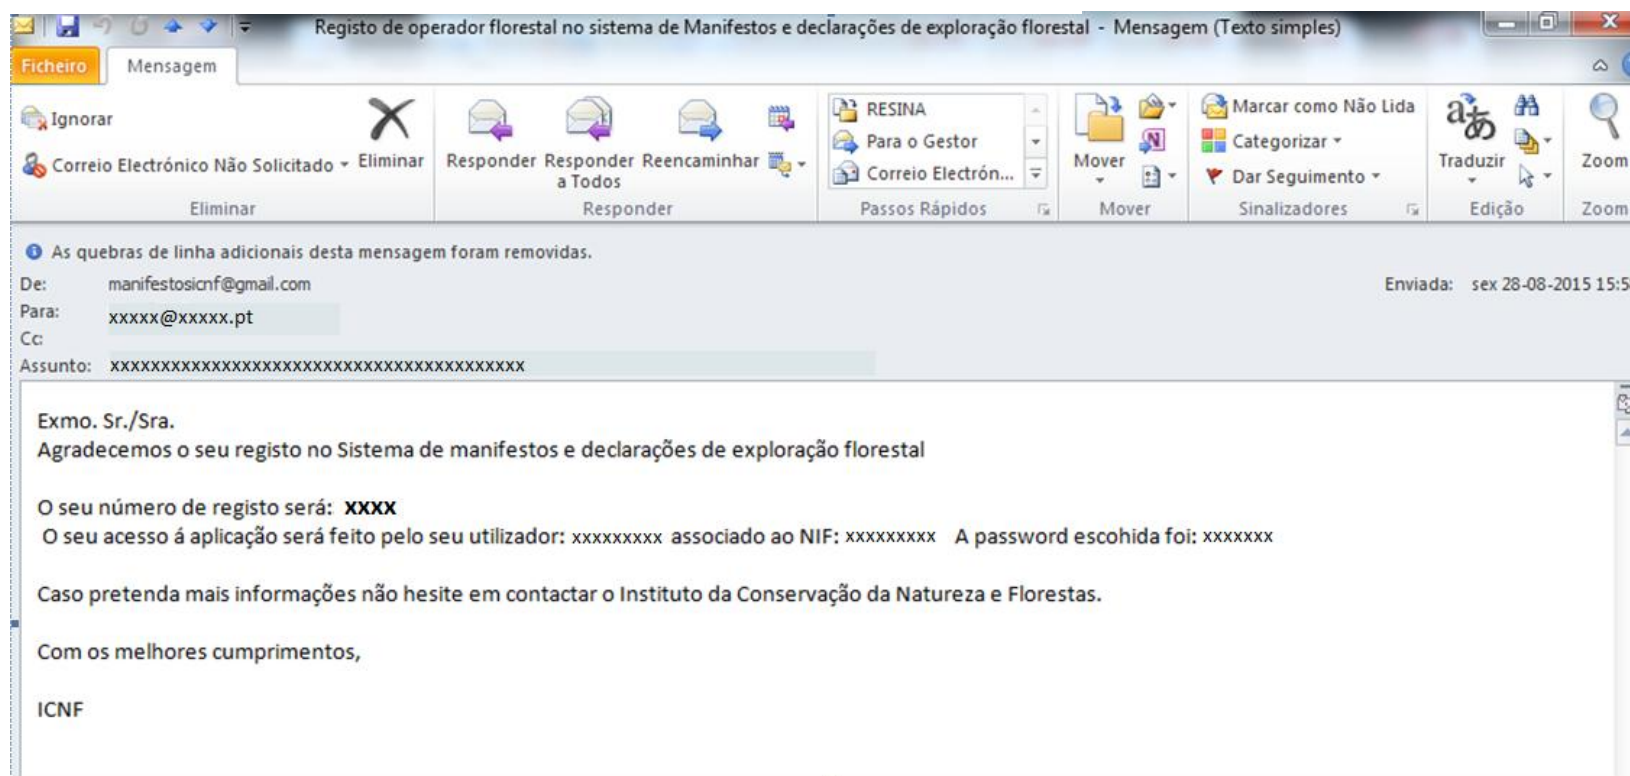 Registo de operador florestal no sistema de Manifestos e declarações de exploração florestal - Mensagem (Texto simples)
Ficheiro Mensagem
Ignorar
Correio Electrónico Não Solicitado
Eliminar
Eliminar
Responder
Responder a Todos
Reencaminhar
Responder
RESINA
Para o Gestor
Correio Electrón...
Passos Rápidos
Mover
Mover
Marcar como Não Lida
Categorizar
Dar Seguimento
Sinalizadores
Traduzir
Edição
Zoom
Zoom
As quebras de linha adicionais desta mensagem foram removidas.
De: manifestosicnf@gmail.com Enviada: sex 28-08-2015 15:5
Para: xxxxx@xxxxx.pt
Cc:
Assunto: xxxxxxxxxxxxxxxxxxxxxxxxxxxxxxxxxxxxxxxxx
Exmo. Sr./Sra.
Agradecemos o seu registo no Sistema de manifestos e declarações de exploração florestal
O seu número de registo será: xxxx
O seu acesso á aplicação será feito pelo seu utilizador: xxxxxxxxx associado ao NIF: xxxxxxxxx A password escohida foi: xxxxxxx
Caso pretenda mais informações não hesite em contactar o Instituto da Conservação da Natureza e Florestas.
Com os melhores cumprimentos,
ICNF